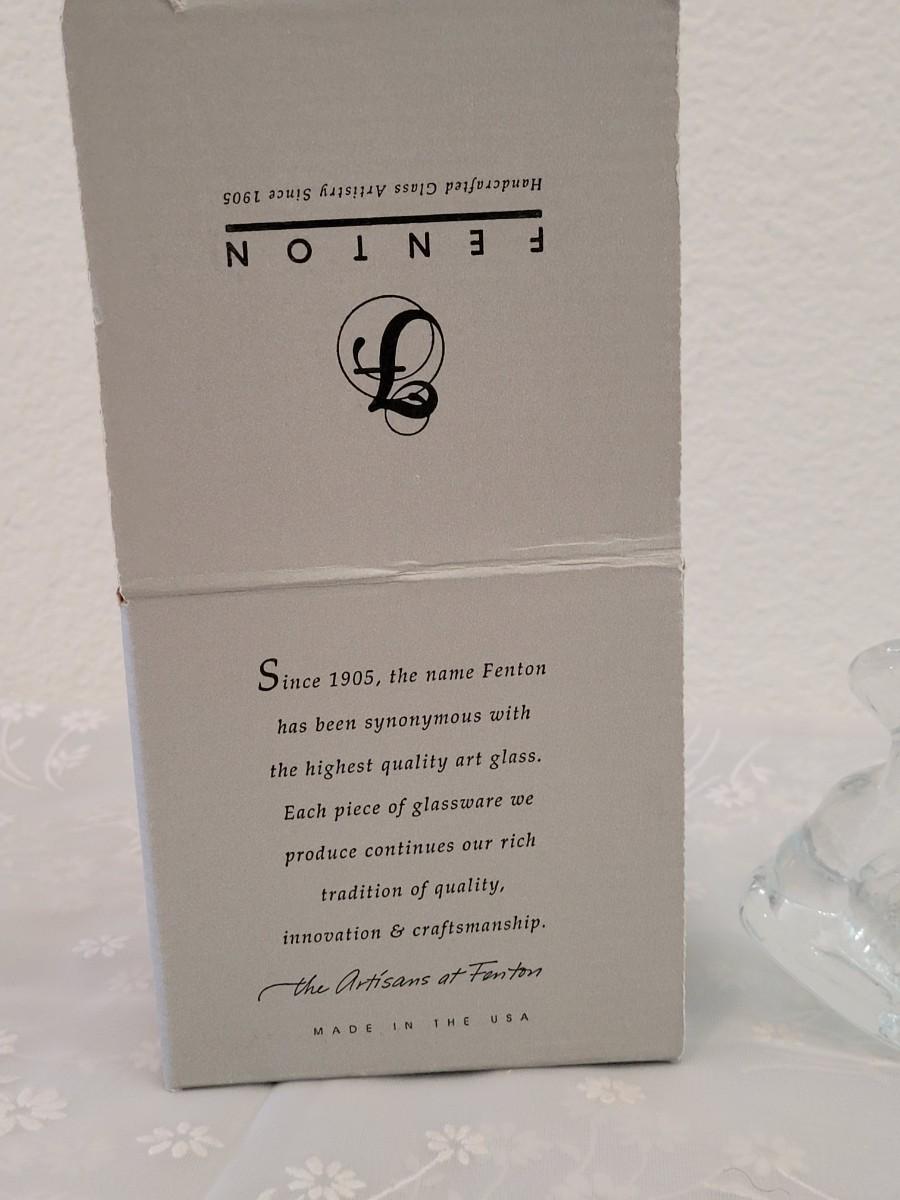 Handcrafted Glass Artistry Since 1905
FENTON
F
Since 1905, the name Fenton
has been synonymous with
the highest quality art glass.
Each piece of glassware we
produce continues our rich
tradition of quality,
innovation & craftsmanship.
the Artisans at Fenton
MADE IN THE USA